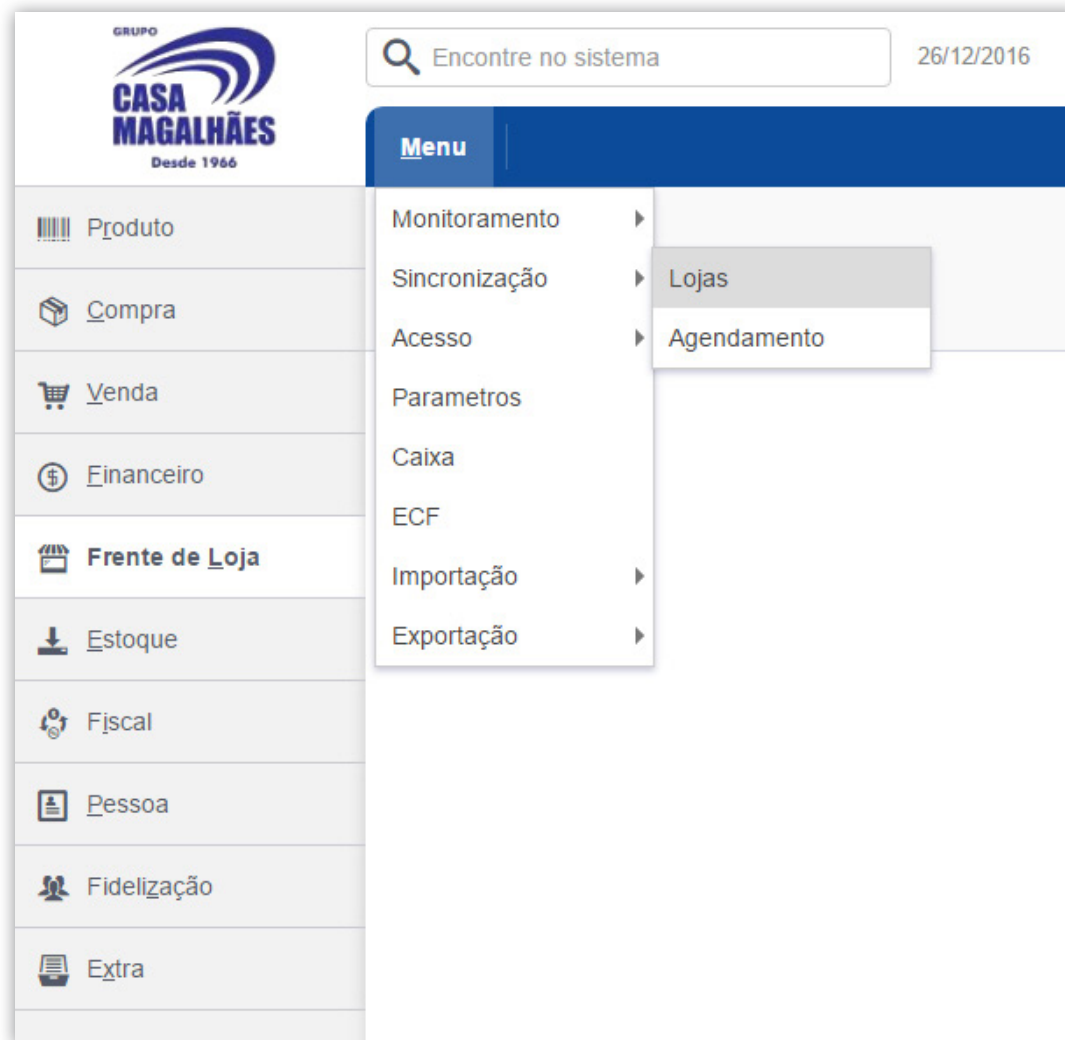 GRUPO
CASA
MAGALHÃES
Desde 1966
Encontre no sistema
26/12/2016
Menu
Produto
Compra
Venda
Financeiro
Frente de Loja
Estoque
Fiscal
Pessoa
Fidelização
Extra
Monitoramento
Sincronização
Acesso
Parametros
Caixa
ECF
Importação
Exportação
Lojas
Agendamento